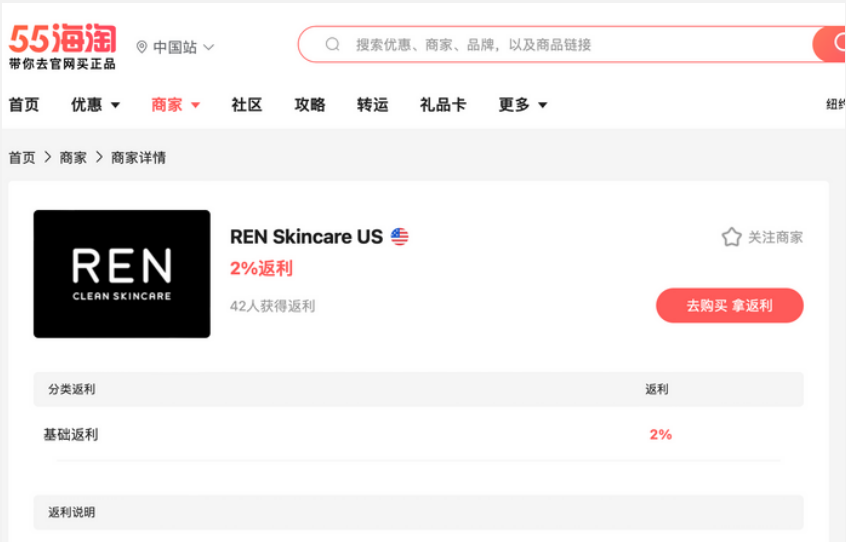 55海淘
带你去官网买正品
中国站
搜索优惠、商家、品牌，以及商品链接
首页 优惠 商家 社区 攻略 转运 礼品卡 更多
首页 > 商家 > 商家详情
REN
CLEAN SKINCARE
REN Skincare US
2%返利
42人获得返利
关注商家
去购买 拿返利
分类返利 返利
基础返利 2%
返利说明